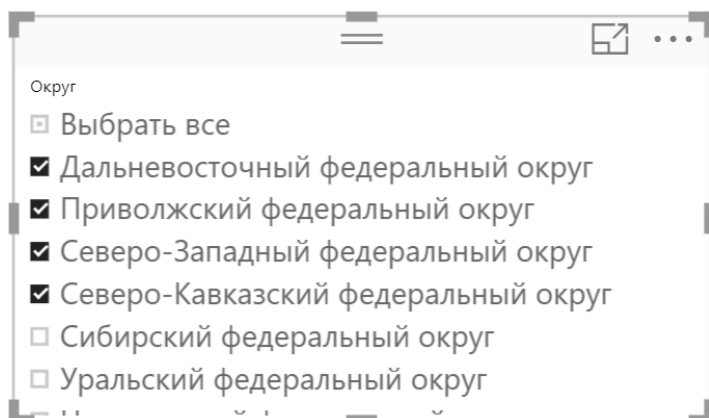 Округ
Выбрать все
Дальневосточный федеральный округ
Приволжский федеральный округ
Северо-Западный федеральный округ
Северо-Кавказский федеральный округ
Сибирский федеральный округ
Уральский федеральный округ